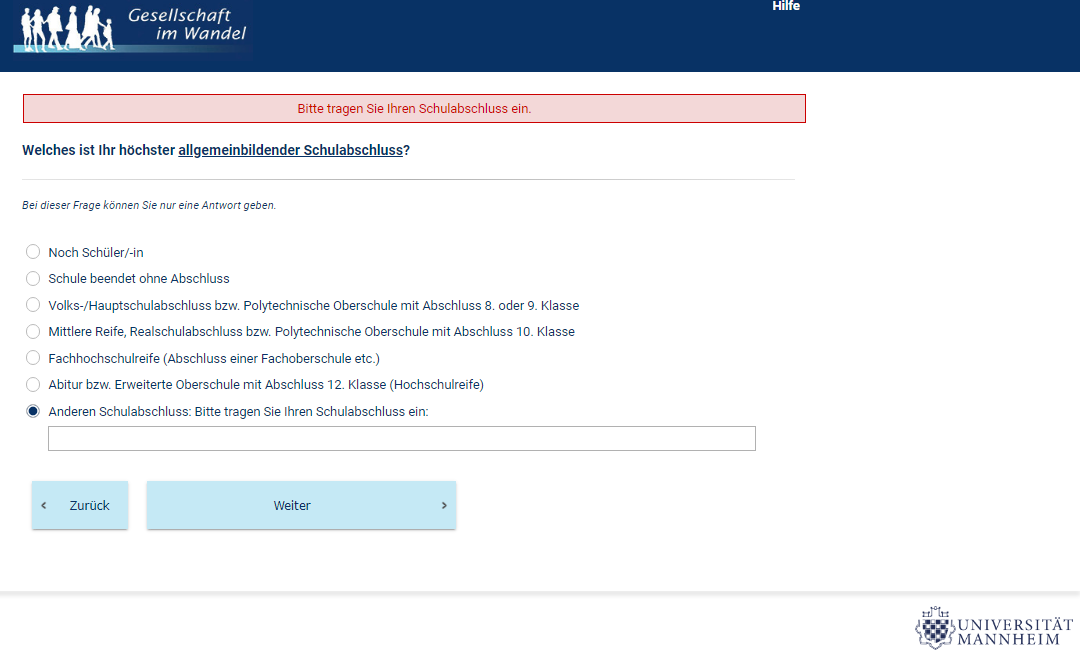 Gesellschaft
im Wandel
Hilfe
Bitte tragen Sie Ihren Schulabschluss ein.
Welches ist Ihr höchster allgemeinbildender Schulabschluss?
Bei dieser Frage können Sie nur eine Antwort geben.
Noch Schüler/-in
Schule beendet ohne Abschluss
Volks-/Hauptschulabschluss bzw. Polytechnische Oberschule mit Abschluss 8. oder 9. Klasse
Mittlere Reife, Realschulabschluss bzw. Polytechnische Oberschule mit Abschluss 10. Klasse
Fachhochschulreife (Abschluss einer Fachoberschule etc.)
Abitur bzw. Erweiterte Oberschule mit Abschluss 12. Klasse (Hochschulreife)
Anderen Schulabschluss: Bitte tragen Sie Ihren Schulabschluss ein:
Zurück
Weiter
UNIVERSITÄT
MANNHEIM